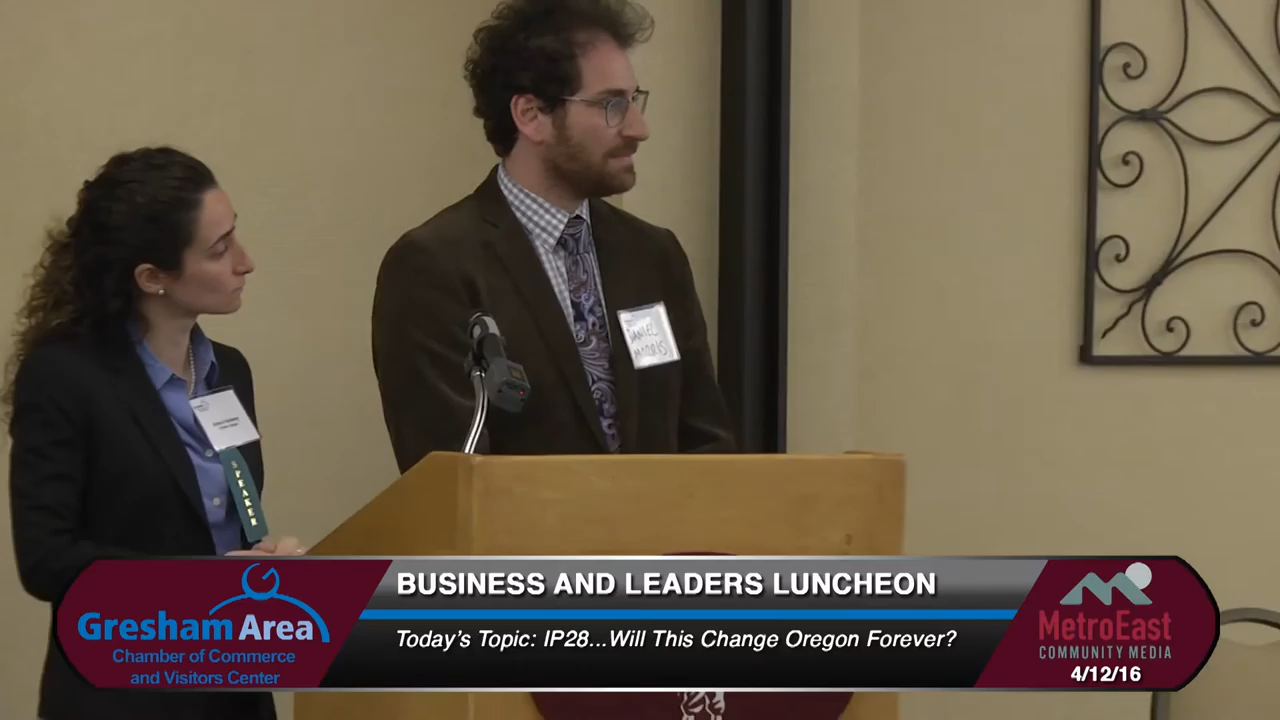 DANIEL
MORRIS
SPEAKER
BUSINESS AND LEADERS LUNCHEON
Today's Topic: IP28...Will This Change Oregon Forever?
Gresham Area
Chamber of Commerce
and Visitors Center
MetroEast
COMMUNITY MEDIA
4/12/16